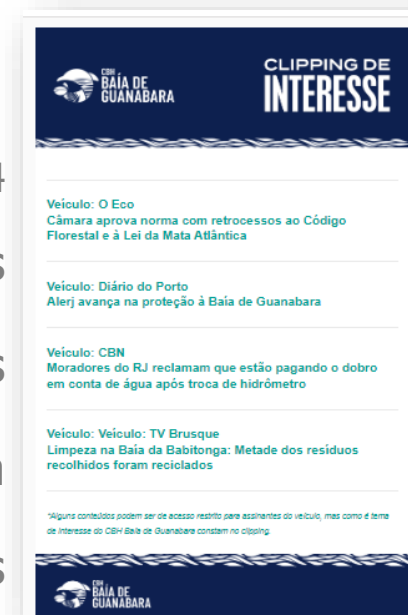 CBH
BAÍA DE
GUANABARA
CLIPPING DE
INTERESSE
Veículo: O Eco
Câmara aprova norma com retrocessos ao Código
Florestal e à Lei da Mata Atlântica
Veículo: Diário do Porto
Alerj avança na proteção à Baía de Guanabara
Veículo: CBN
Moradores do RJ reclamam que estão pagando o dobro
em conta de água após troca de hidrômetro
Veículo: Veículo: TV Brusque
Limpeza na Baía da Babitonga: Metade dos resíduos
recolhidos foram reciclados
*Alguns conteúdos podem ser de acesso restrito para assinantes do veículo, mas como é tema
de interesse do CBH Baía de Guanabara constam no clipping.
CBH
BAÍA DE
GUANABARA